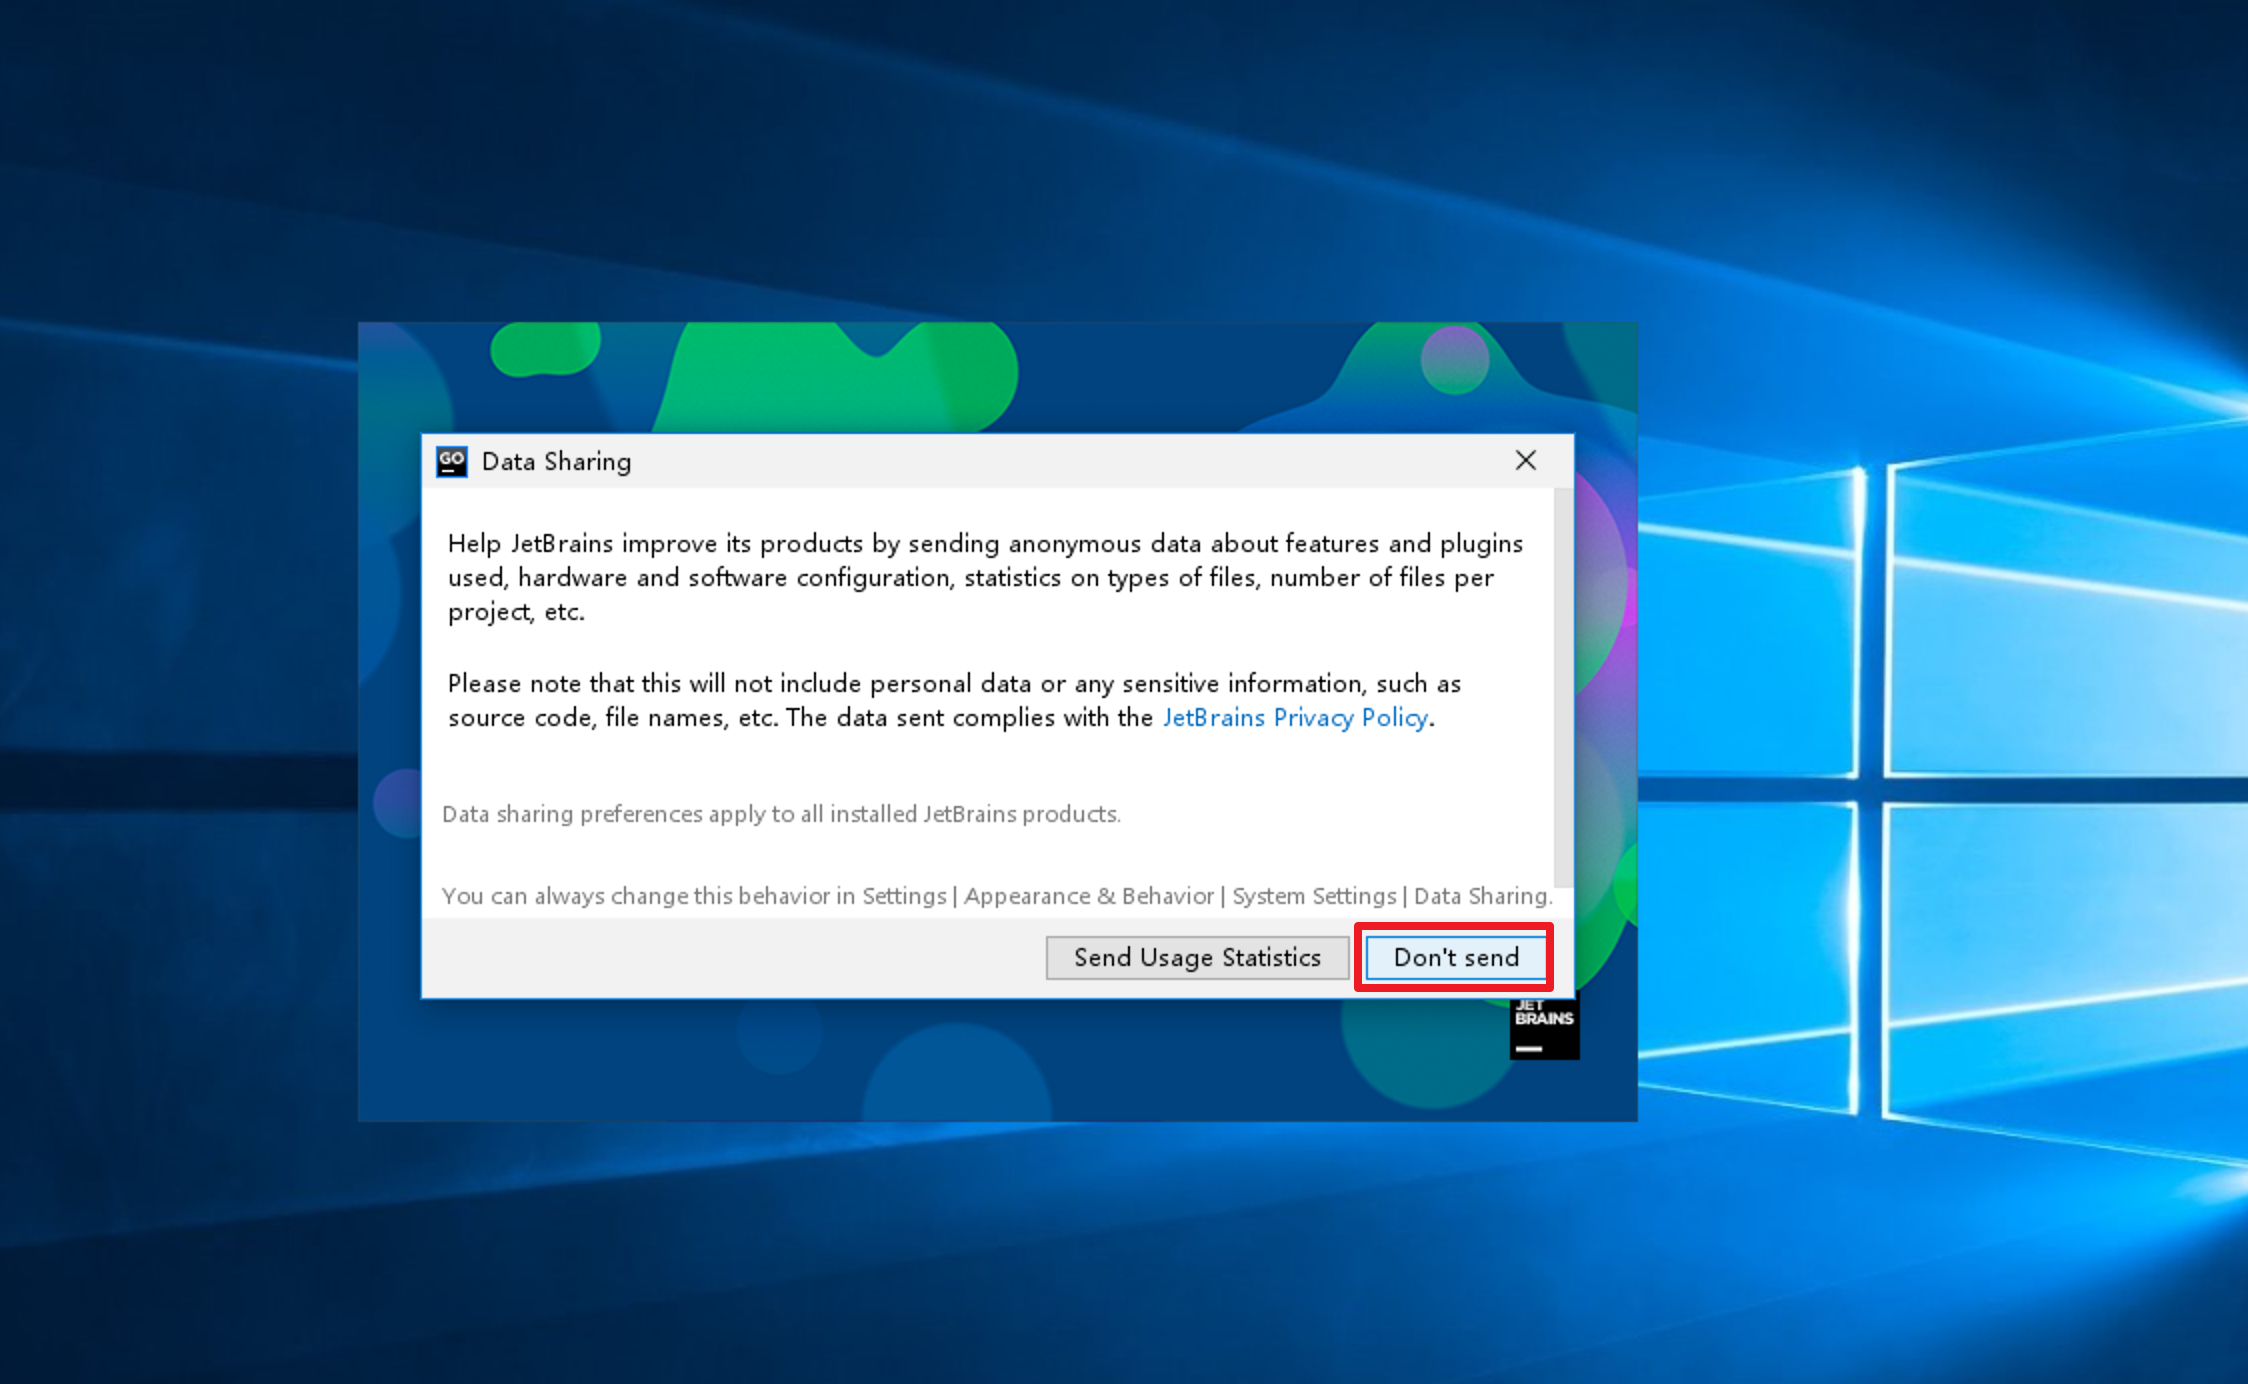 GO
Data Sharing
Help JetBrains improve its products by sending anonymous data about features and plugins
used, hardware and software configuration, statistics on types of files, number of files per
project, etc.
Please note that this will not include personal data or any sensitive information, such as
source code, file names, etc. The data sent complies with the JetBrains Privacy Policy.
Data sharing preferences apply to all installed JetBrains products.
You can always change this behavior in Settings | Appearance & Behavior | System Settings | Data Sharing.
Send Usage Statistics Don't send
JET
BRAINS